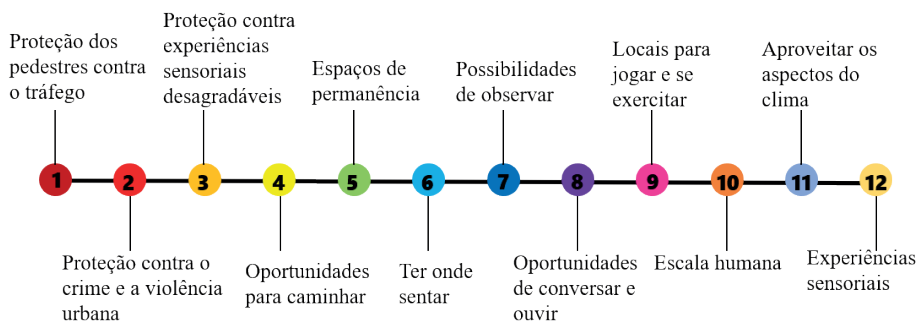 Proteção dos
pedestres contra
o tráfego
Proteção contra
experiências
sensoriais
desagradáveis
Espaços de
permanência
Possibilidades
de observar
Locais para
jogar e se
exercitar
Aproveitar os
aspectos do
clima
1 2 3 4 5 6 7 8 9 10 11 12
Proteção contra o
crime e a violência
urbana
Oportunidades
para caminhar
Ter onde
sentar
Oportunidades
de conversar e
ouvir
Escala humana
Experiências
sensoriais